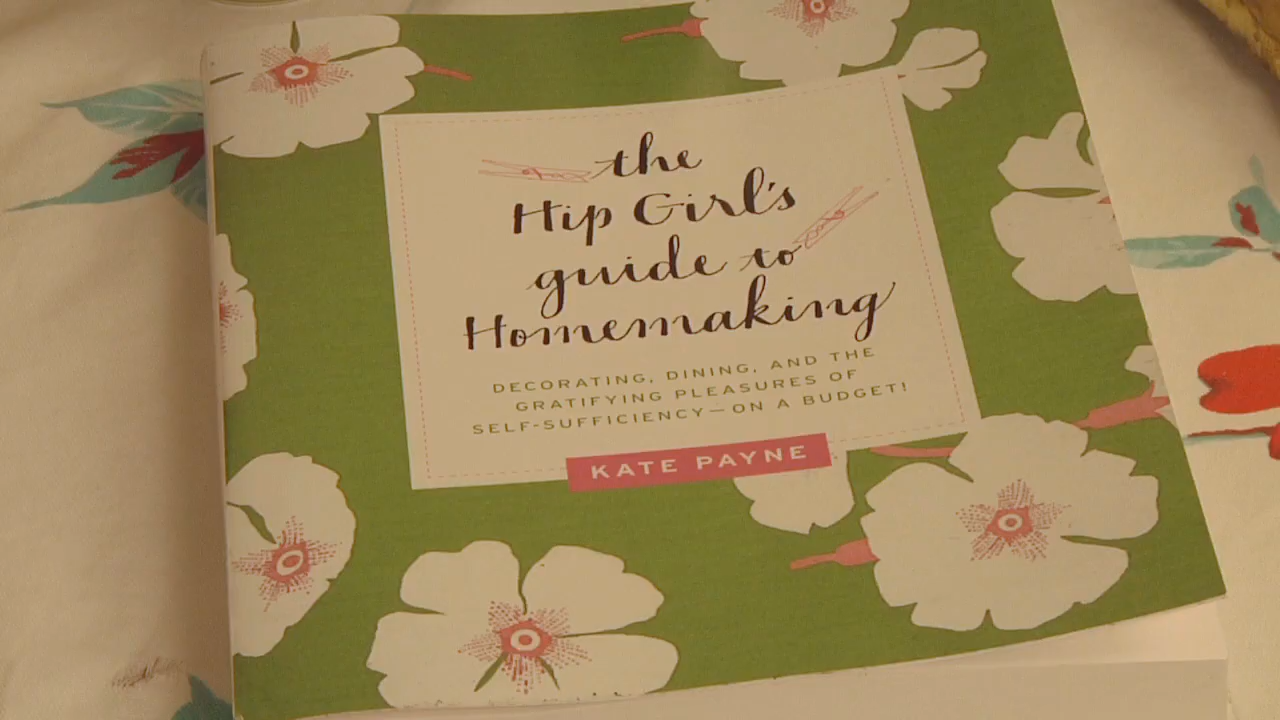 the
Hip Girl's
guide to
Homemaking
DECORATING, DINING, AND THE
GRATIFYING PLEASURES OF
SELF-SUFFICIENCY—ON A BUDGET!
KATE PAYNE